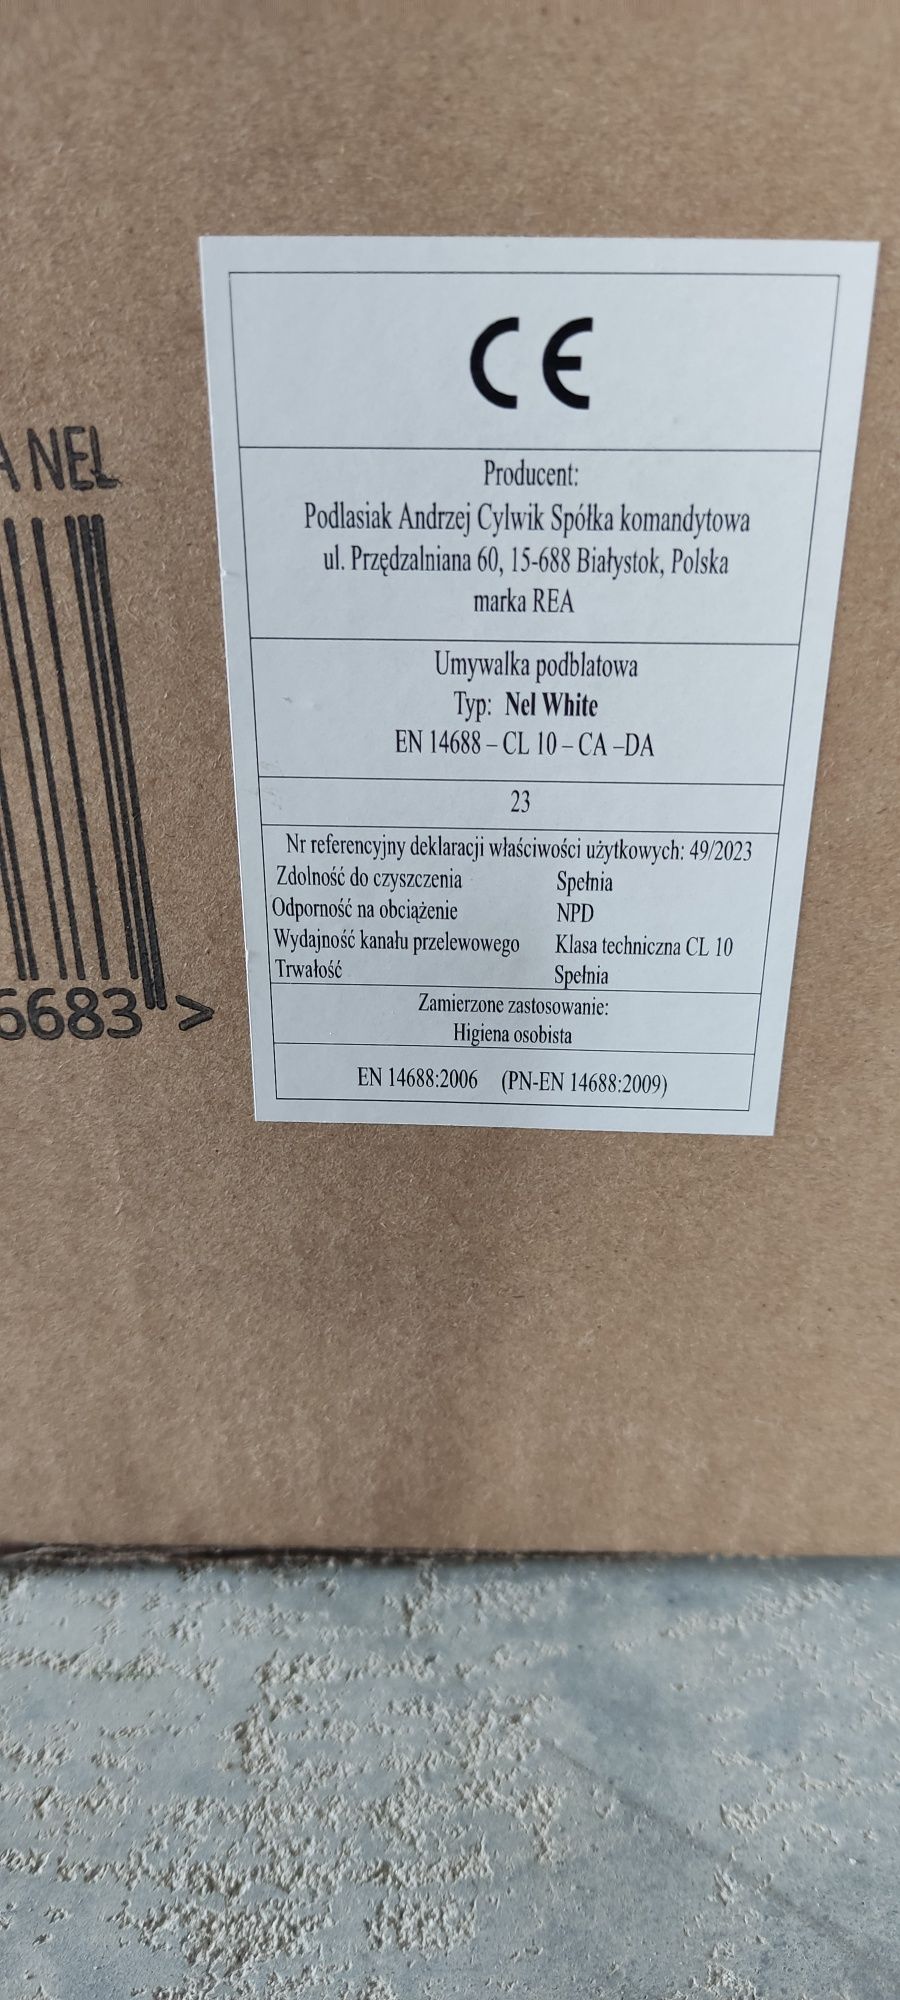 CE
Producent:
Podlasiak Andrzej Cylwik Spółka komandytowa
ul. Przędzalniana 60, 15-688 Białystok, Polska
marka REA
Umywalka podblatowa
Typ: Nel White
EN 14688 – CL 10 – CA –DA
23
Nr referencyjny deklaracji właściwości użytkowych: 49/2023
Zdolność do czyszczenia Spełnia
Odporność na obciążenie NPD
Wydajność kanału przelewowego Klasa techniczna CL 10
Trwałość Spełnia
Zamierzone zastosowanie:
Higiena osobista
EN 14688:2006 (PN-EN 14688:2009)
A NEL
6683 >